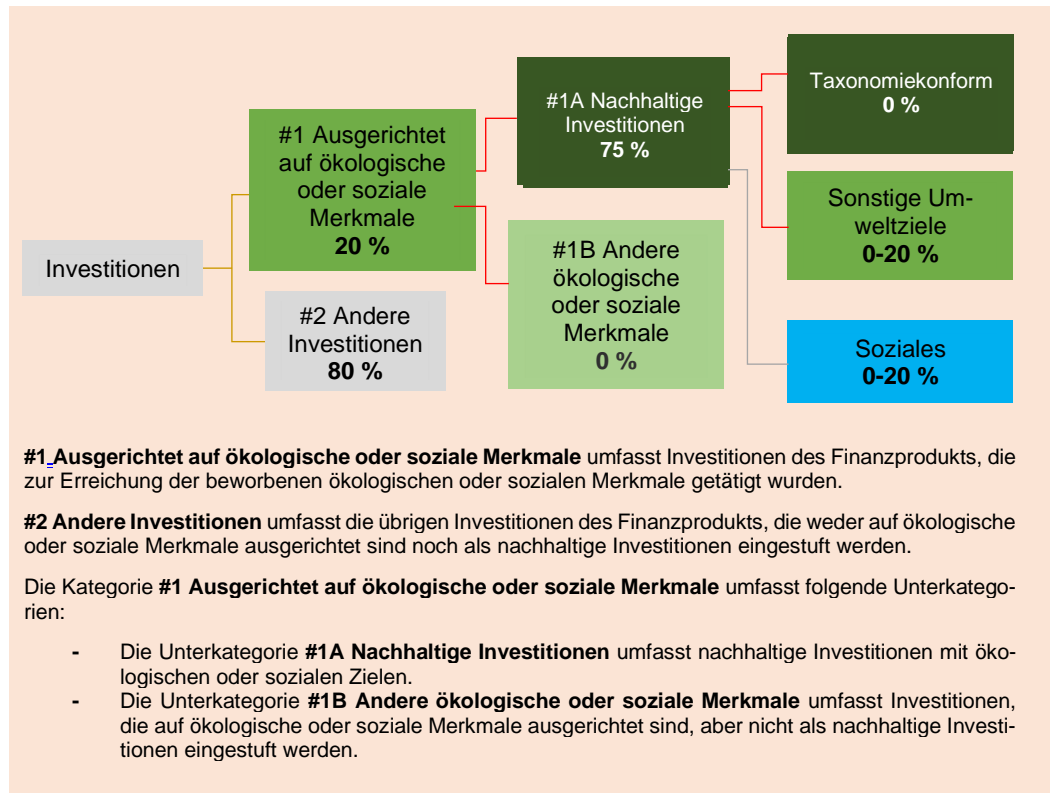 Investitionen
#1 Ausgerichtet
auf ökologische
oder soziale
Merkmale
20 %
#2 Andere
Investitionen
80 %
#1A Nachhaltige
Investitionen
75 %
#1B Andere
ökologische
oder soziale
Merkmale
0 %
Taxonomiekonform
0 %
Sonstige Um-
weltziele
0-20 %
Soziales
0-20 %
#1 Ausgerichtet auf ökologische oder soziale Merkmale umfasst Investitionen des Finanzprodukts, die
zur Erreichung der beworbenen ökologischen oder sozialen Merkmale getätigt wurden.
#2 Andere Investitionen umfasst die übrigen Investitionen des Finanzprodukts, die weder auf ökologische
oder soziale Merkmale ausgerichtet sind noch als nachhaltige Investitionen eingestuft werden.
Die Kategorie #1 Ausgerichtet auf ökologische oder soziale Merkmale umfasst folgende Unterkatego-
rien:
- Die Unterkategorie #1A Nachhaltige Investitionen umfasst nachhaltige Investitionen mit öko-
logischen oder sozialen Zielen.
- Die Unterkategorie #1B Andere ökologische oder soziale Merkmale umfasst Investitionen,
die auf ökologische oder soziale Merkmale ausgerichtet sind, aber nicht als nachhaltige Investi-
tionen eingestuft werden.